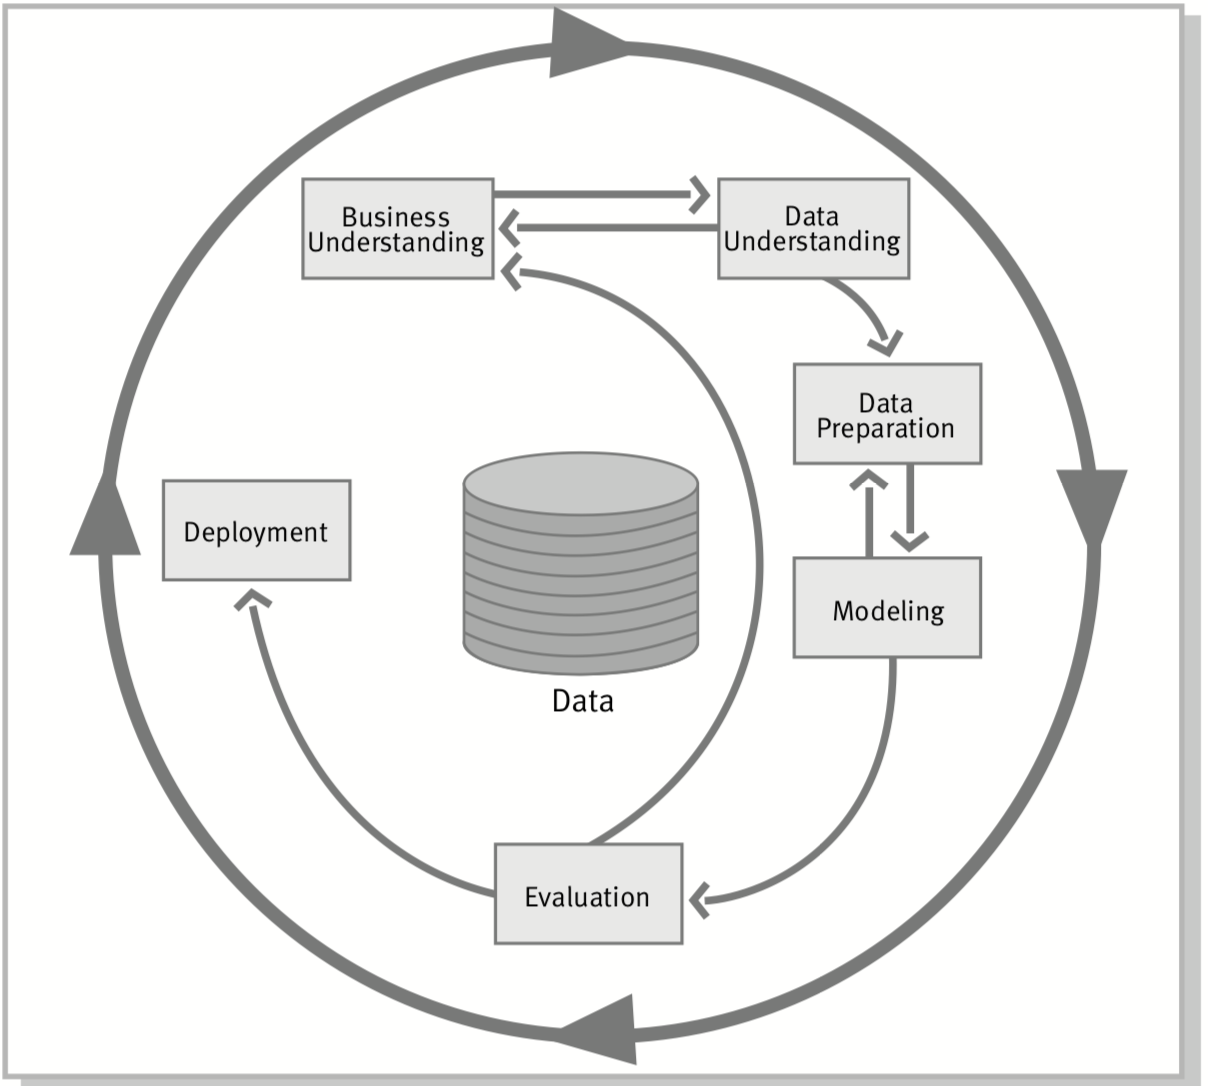 Business
Understanding
Data
Understanding
Data
Preparation
Deployment
Modeling
Data
Evaluation